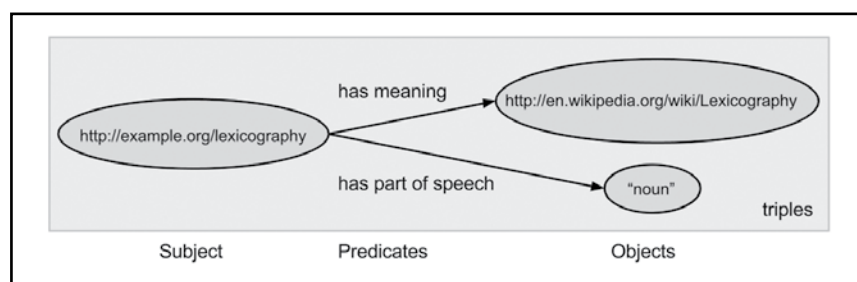 has meaning
http://en.wikipedia.org/wiki/Lexicography
http://example.org/lexicography
has part of speech
“noun”
triples
Subject Predicates Objects